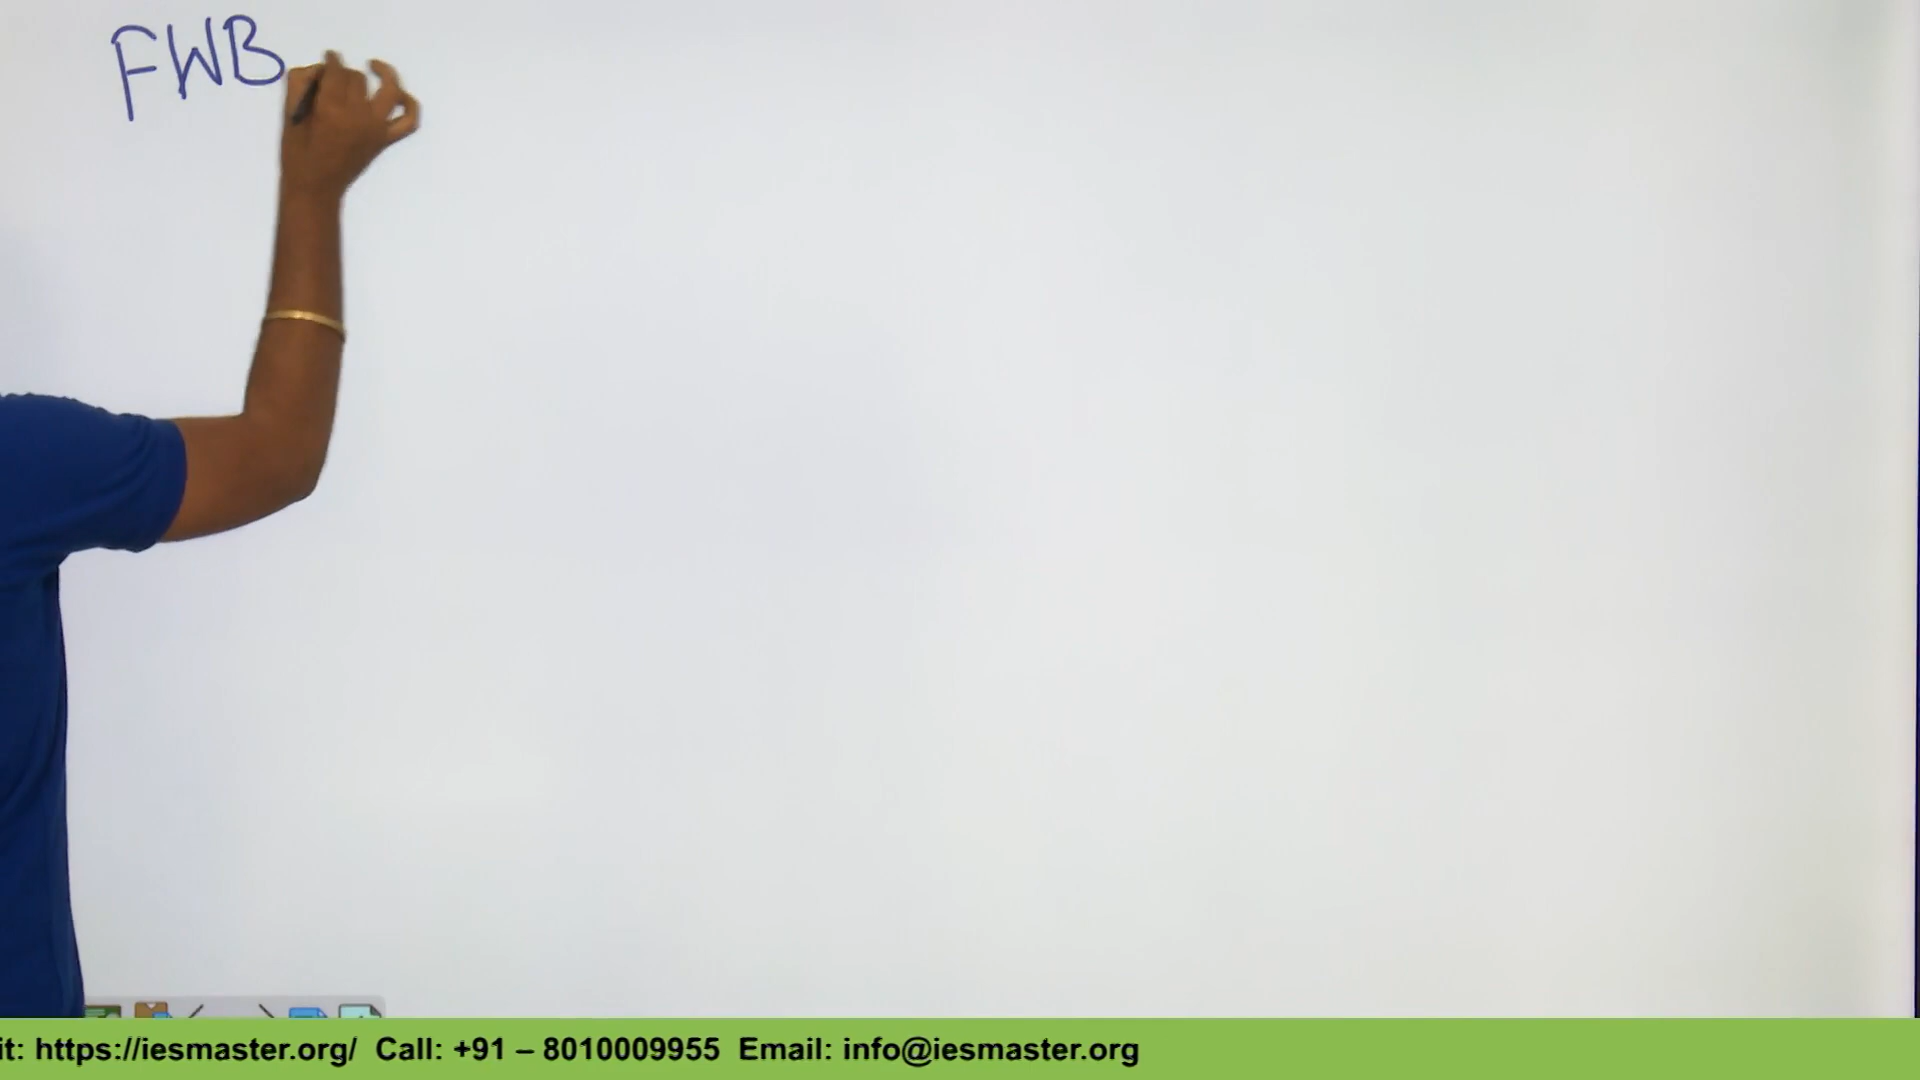 FWB
it: https://iesmaster.org/ Call: +91 – 8010009955 Email: info@iesmaster.org